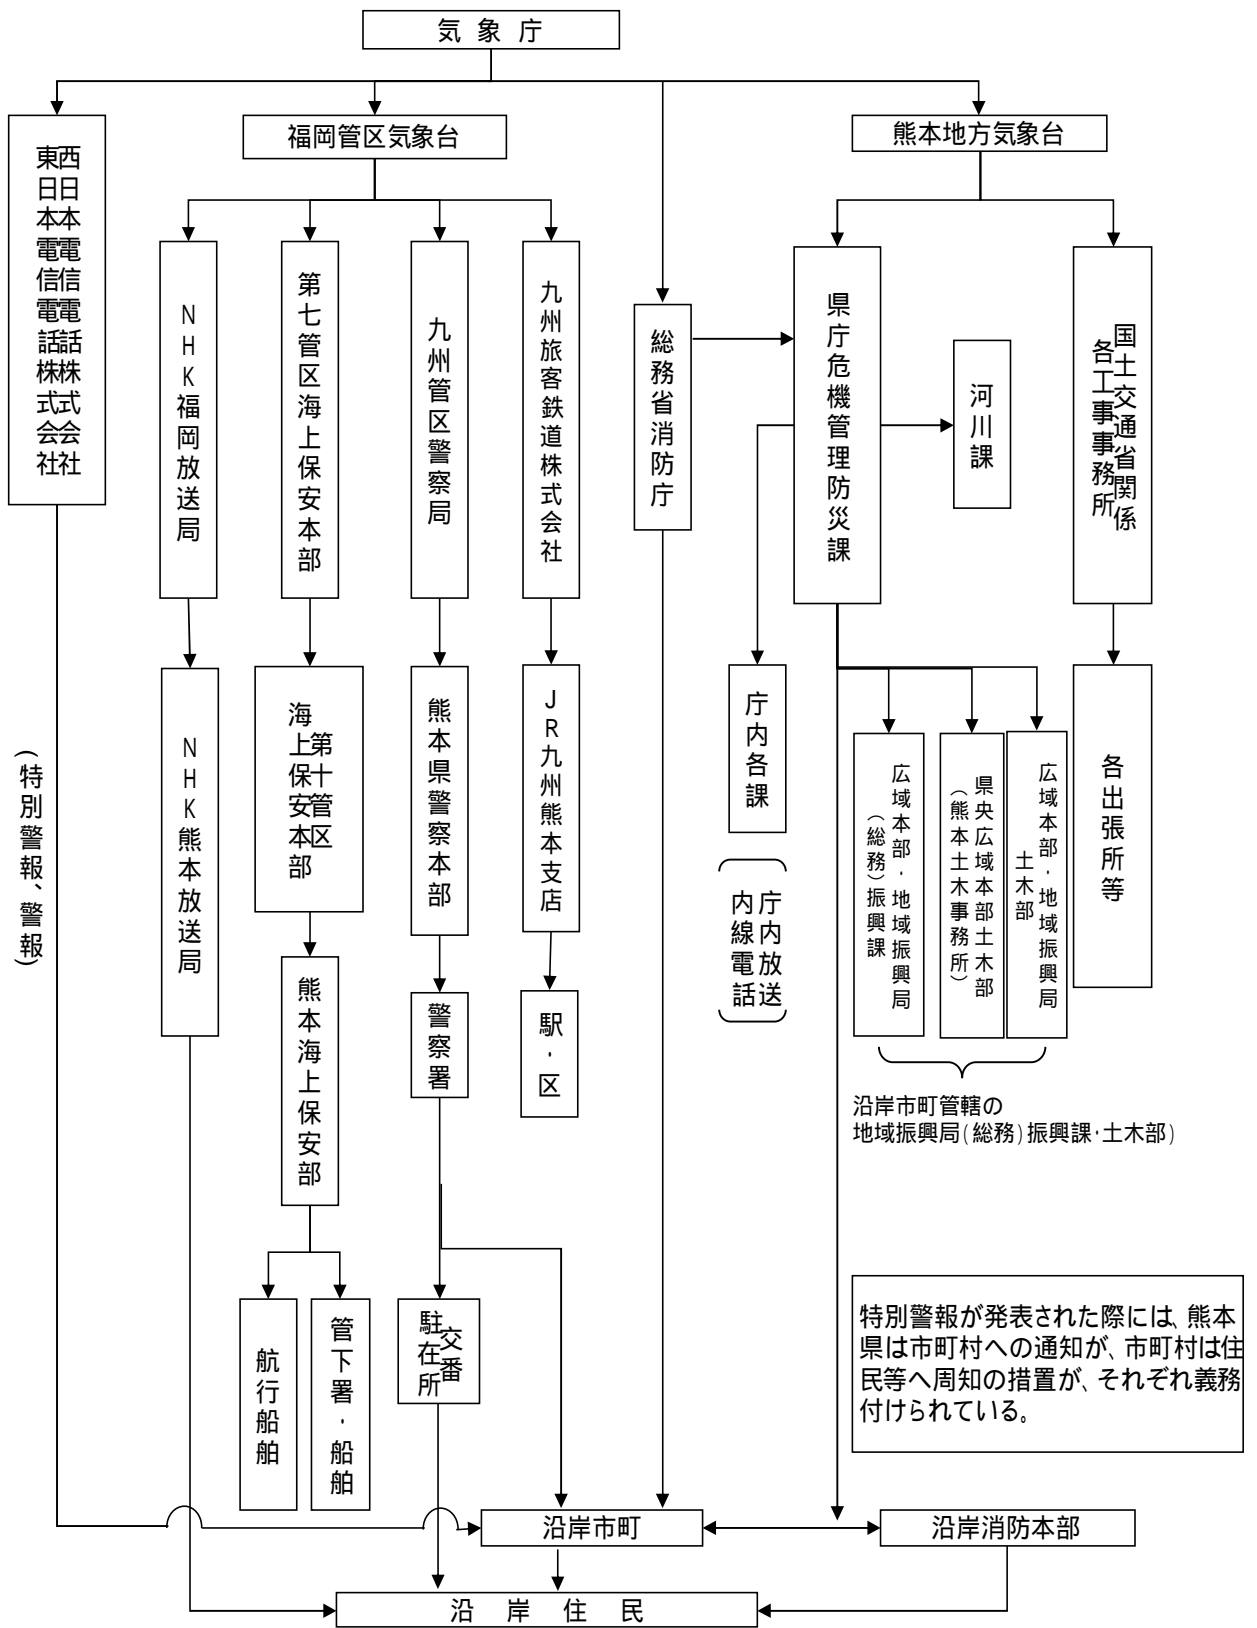 気象庁
福岡管区気象台
熊本地方気象台
西日本電信電話株式会社
東日本電信電話株式会社
NHK福岡放送局
第七管区海上保安本部
九州管区警察局
九州旅客鉄道株式会社
総務省消防庁
県庁危機管理防災課
河川課
国土交通省関係
各工事事務所
(特別警報、警報)
NHK熊本放送局
第十管区
海上保安本部
熊本県警察本部
JR九州熊本支店
庁内各課
庁内放送
内線電話
広域本部・地域振興局
(総務)振興課
県央広域本部土木部
(熊本土木事務所)
広域本部・地域振興局
土木部
各出張所等
熊本海上保安部
警察署
駅・区
沿岸市町管轄の
地域振興局(総務)振興課・土木部)
航行船舶
管下署・船舶
交番
駐在所
特別警報が発表された際には、熊本
県は市町村への通知が、市町村は住
民等へ周知の措置が、それぞれ義務
付けられている。
沿岸市町
沿岸消防本部
沿岸住民